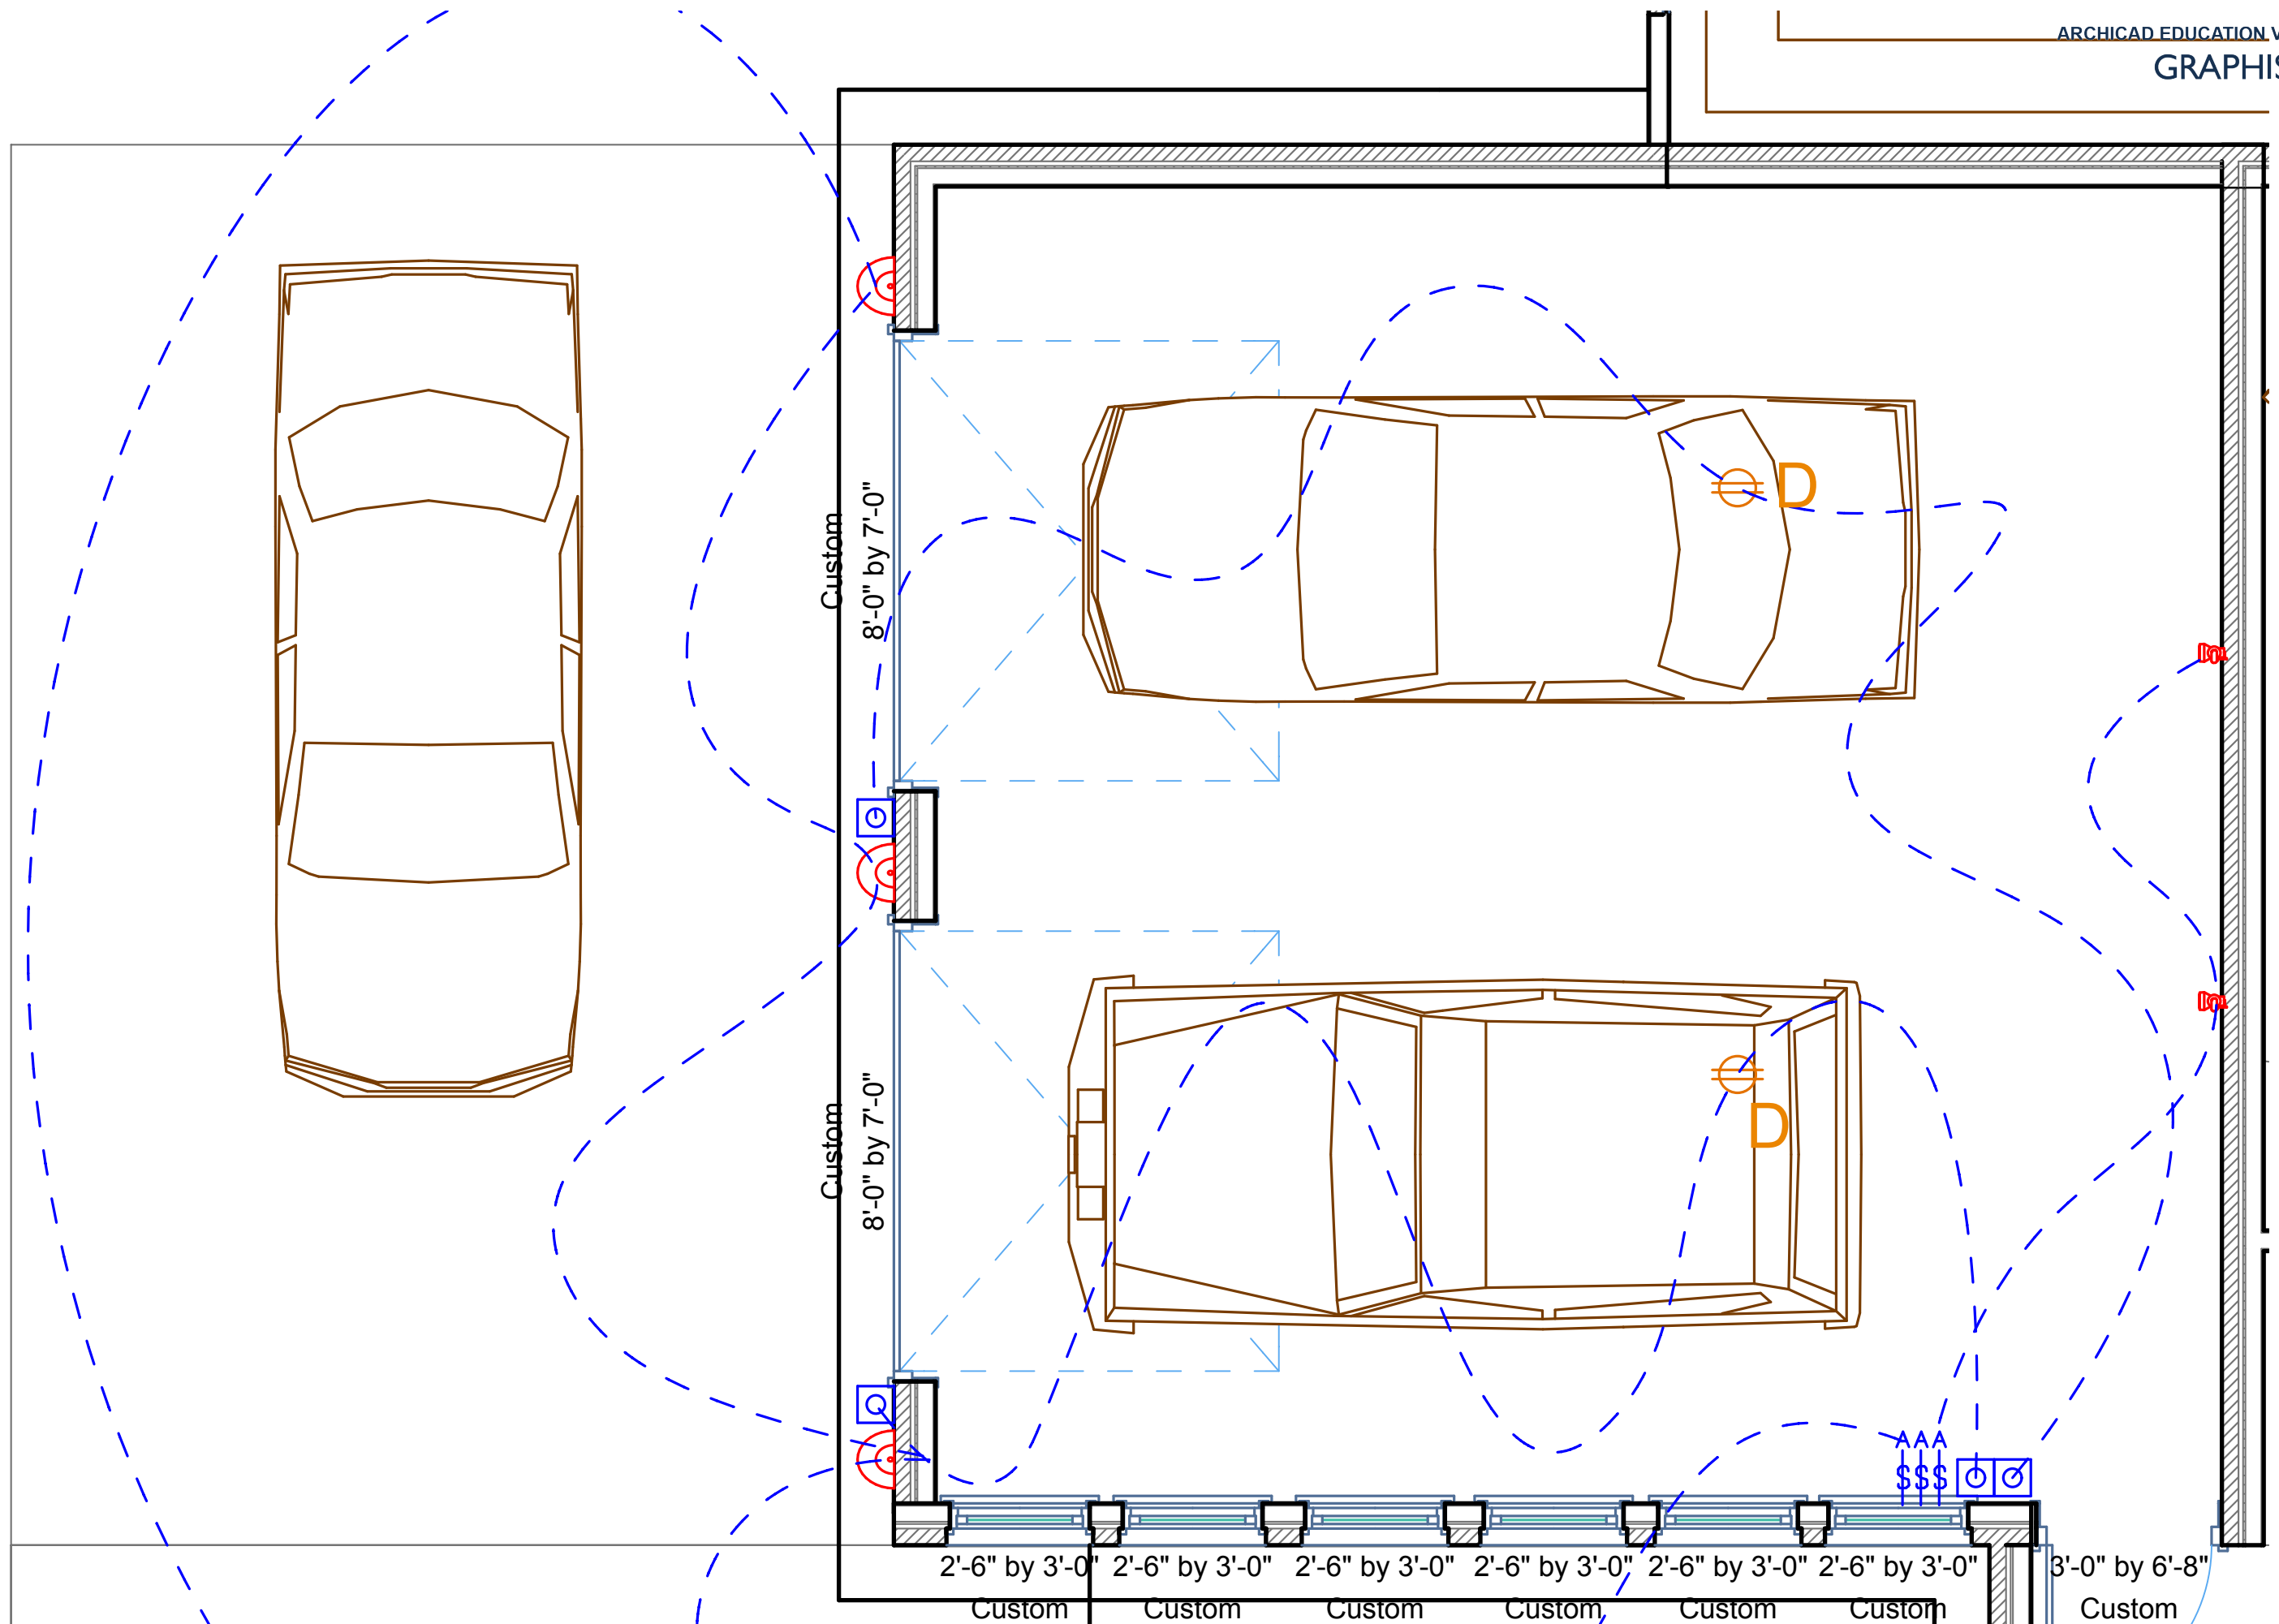 ARCHICAD EDUCATION V
GRAPHIS
Custom
8'-0" by 7'-0"
D
Custom
8'-0" by 7'-0"
D
A A A
$ $ $
2'-6" by 3'-0" 2'-6" by 3'-0" 2'-6" by 3'-0" 2'-6" by 3'-0" 2'-6" by 3'-0" 2'-6" by 3'-0" 3'-0" by 6'-8"
Custom Custom Custom Custom Custom Custom Custom